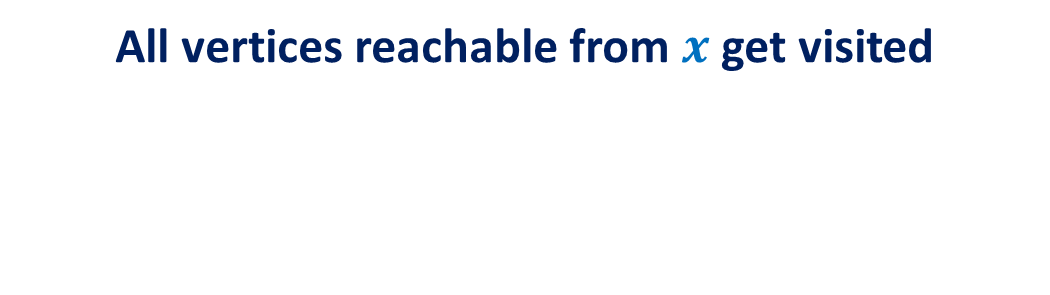 All vertices reachable from 𝒙 get visited